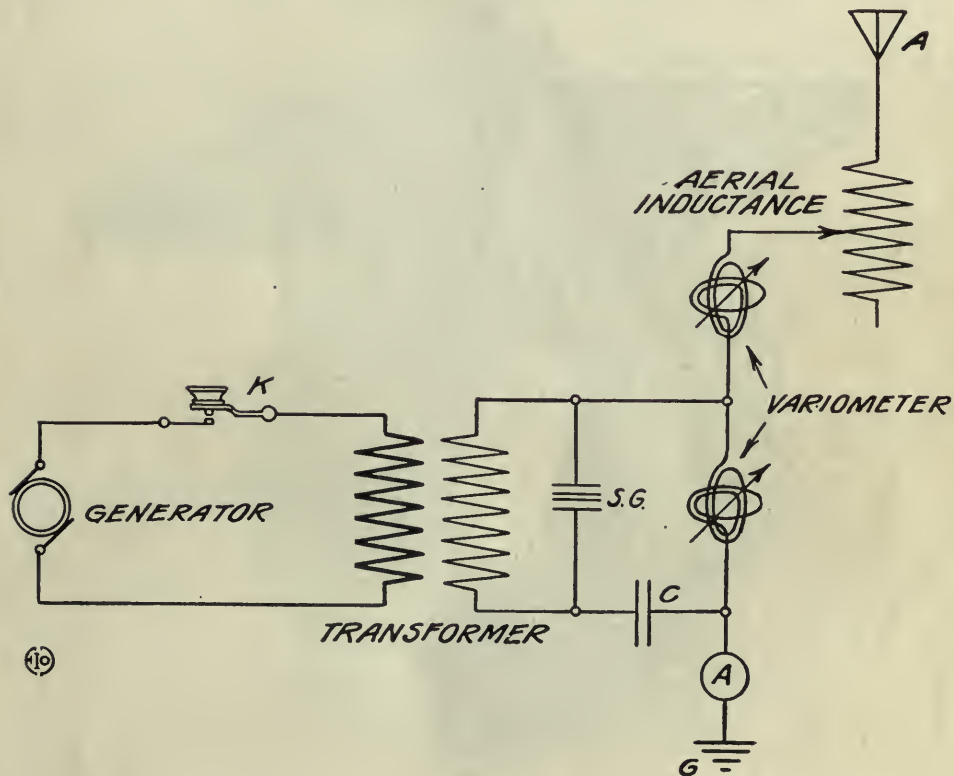 A
AERIAL
INDUCTANCE
K
VARIOMETER
GENERATOR
S.G.
C
TRANSFORMER
A
G